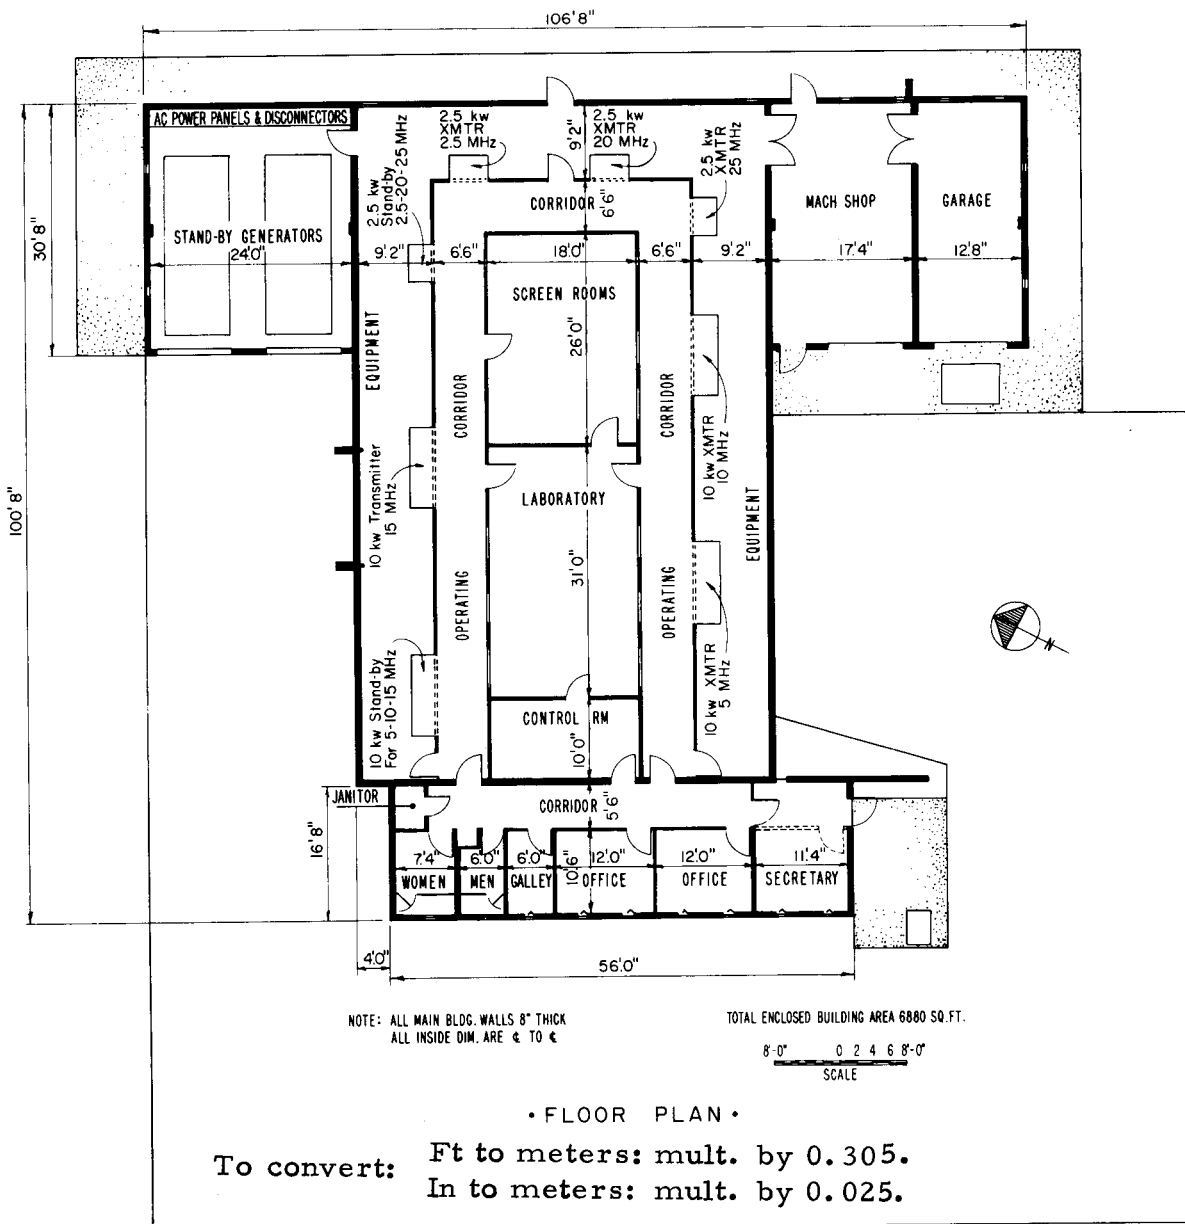 106'8"
AC POWER PANELS & DISCONNECTORS
2.5 kw
XMTR
2.5 MHz
9'2"
2.5 kw
XMTR
20 MHz
2.5 kw
XMTR
25 MHz
2.5 kw
Stand-by
2.5-20-25 MHz
CORRIDOR
6'6"
MACH SHOP
GARAGE
30'8"
STAND-BY GENERATORS
24'0"
9'2"
6'6"
18'0"
6'6"
9'2"
17'4"
12'8"
SCREEN ROOMS
26'0"
EQUIPMENT
CORRIDOR
CORRIDOR
10 kw XMTR
10 MHz
100'8"
10 kw Transmitter
15 MHz
LABORATORY
EQUIPMENT
31'0"
OPERATING
OPERATING
N
10 kw Stand-by
For 5-10-15 MHz
10 kw XMTR
5 MHz
CONTROL RM
10'0"
JANITOR
CORRIDOR
5'6"
16'8"
7'4"
6'0"
6'0"
12'0"
10'6"
12'0"
11'4"
WOMEN
MEN
GALLEY
OFFICE
OFFICE
SECRETARY
4'0"
56'0"
NOTE: ALL MAIN BLDG. WALLS 8" THICK
ALL INSIDE DIM. ARE ℄ TO ℄
TOTAL ENCLOSED BUILDING AREA 6880 SQ.FT.
8'-0" 0 2 4 6 8'-0"
SCALE
• FLOOR PLAN •
To convert: Ft to meters: mult. by 0.305.
In to meters: mult. by 0.025.